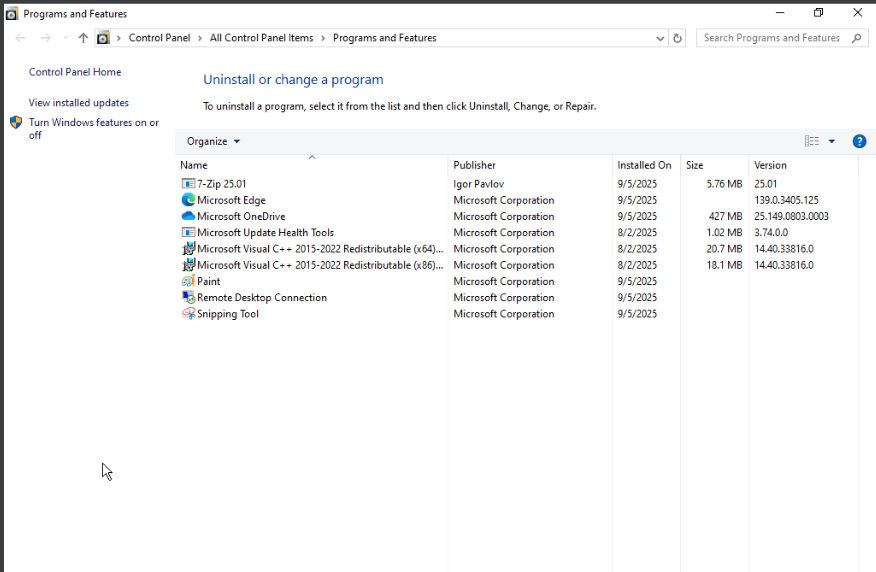 Programs and Features
Control Panel › All Control Panel Items › Programs and Features
Search Programs and Features
Control Panel Home
View installed updates
Turn Windows features on or
off
Uninstall or change a program
To uninstall a program, select it from the list and then click Uninstall, Change, or Repair.
Organize
Name Publisher Installed On Size Version
7-Zip 25.01 Igor Pavlov 9/5/2025 5.76 MB 25.01
Microsoft Edge Microsoft Corporation 9/5/2025 139.0.3405.125
Microsoft OneDrive Microsoft Corporation 9/5/2025 427 MB 25.149.0803.0003
Microsoft Update Health Tools Microsoft Corporation 8/2/2025 1.02 MB 3.74.0.0
Microsoft Visual C++ 2015-2022 Redistributable (x64)... Microsoft Corporation 8/2/2025 20.7 MB 14.40.33816.0
Microsoft Visual C++ 2015-2022 Redistributable (x86)... Microsoft Corporation 8/2/2025 18.1 MB 14.40.33816.0
Paint Microsoft Corporation 9/5/2025
Remote Desktop Connection Microsoft Corporation 9/5/2025
Snipping Tool Microsoft Corporation 9/5/2025